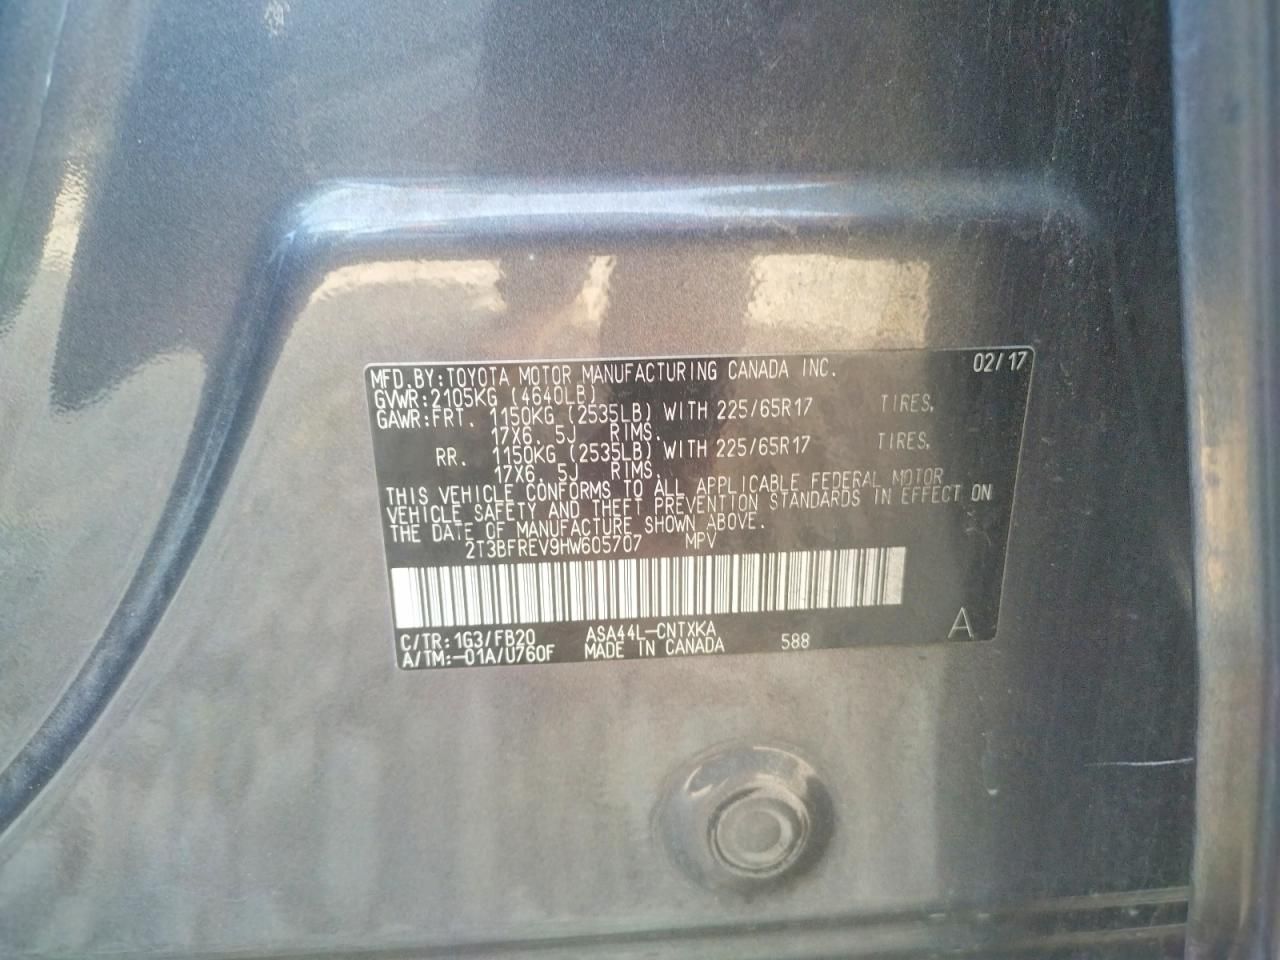 MFD.BY:TOYOTA MOTOR MANUFACTURING CANADA INC. 02/17
GVWR:2105KG (4640LB)
GAWR:FRT. 1150KG (2535LB) WITH 225/65R17 TIRES,
17X6.5J RIMS.
RR. 1150KG (2535LB) WITH 225/65R17 TIRES,
17X6.5J RIMS.
THIS VEHICLE CONFORMS TO ALL APPLICABLE FEDERAL MOTOR
VEHICLE SAFETY AND THEFT PREVENTION STANDARDS IN EFFECT ON
THE DATE OF MANUFACTURE SHOWN ABOVE.
2T3BFREV9HW605707 MPV
C/TR:1G3/FB20 ASA44L-CNTXKA A
A/TM:-01A/U760F MADE IN CANADA 588